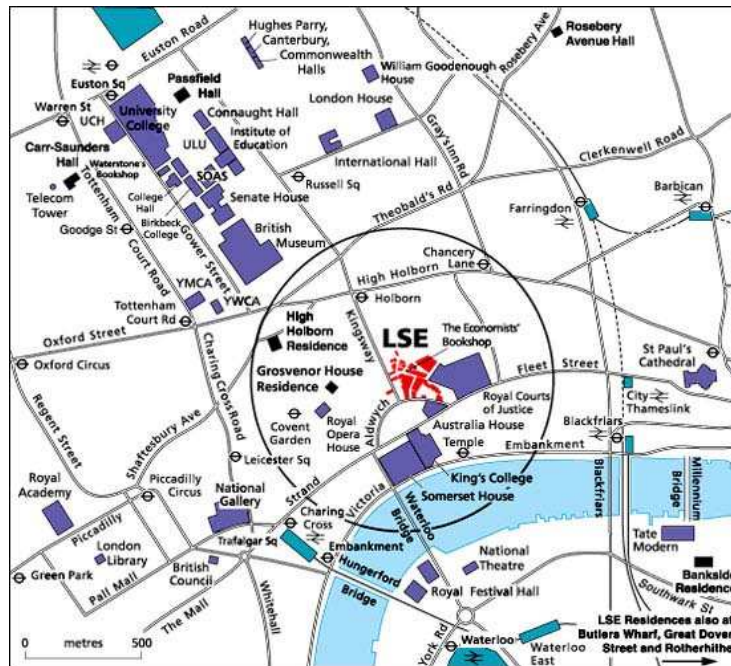 Euston Road
Hughes Parry,
Canterbury,
Commonwealth
Halls
Rosebery Ave
Rosebery
Avenue Hall
Euston Sq
Passfield
Hall
William Goodenough
House
Warren St
UCH
University
College
Connaught Hall
London House
ULU
Institute of
Education
Gray's Inn Rd
Clerkenwell Road
Carr-Saunders
Hall
Waterstone's
Bookshop
SOAS
International Hall
Russell Sq
Theobald's Rd
Barbican
Telecom
Tower
College
Hall
Senate House
Farringdon
Goodge St
Birkbeck
College
British
Museum
Tottenham
Court Road
Gower Street
Chancery
Lane
YMCA
YWCA
High Holborn
Holborn
Tottenham
Court Rd
High
Holborn
Residence
Kingsway
LSE
The Economists'
Bookshop
Oxford Street
Oxford Circus
Fleet Street
St Paul's
Cathedral
Grosvenor House
Residence
Royal Courts
of Justice
City
Thameslink
Regent Street
Shaftesbury Ave
Charing Cross Road
Covent
Garden
Royal
Opera
House
Aldwych
Australia House
Blackfriars
Temple
Embankment
Leicester Sq
Strand
King's College
Somerset House
Victoria
Royal
Academy
Piccadilly
Circus
National
Gallery
Charing
Cross
Waterloo
Bridge
Blackfriars
Millennium
Bridge
Piccadilly
London
Library
Trafalgar Sq
Embankment
National
Theatre
Tate
Modern
Green Park
Pall Mall
British
Council
Hungerford
Bridge
Bankside
Residence
Royal Festival Hall
Southwark St
The Mall
Whitehall
York Rd
Waterloo
Waterloo
East
LSE Residences also at
Butlers Wharf, Great Dover
Street and Rotherhithe
0 metres 500